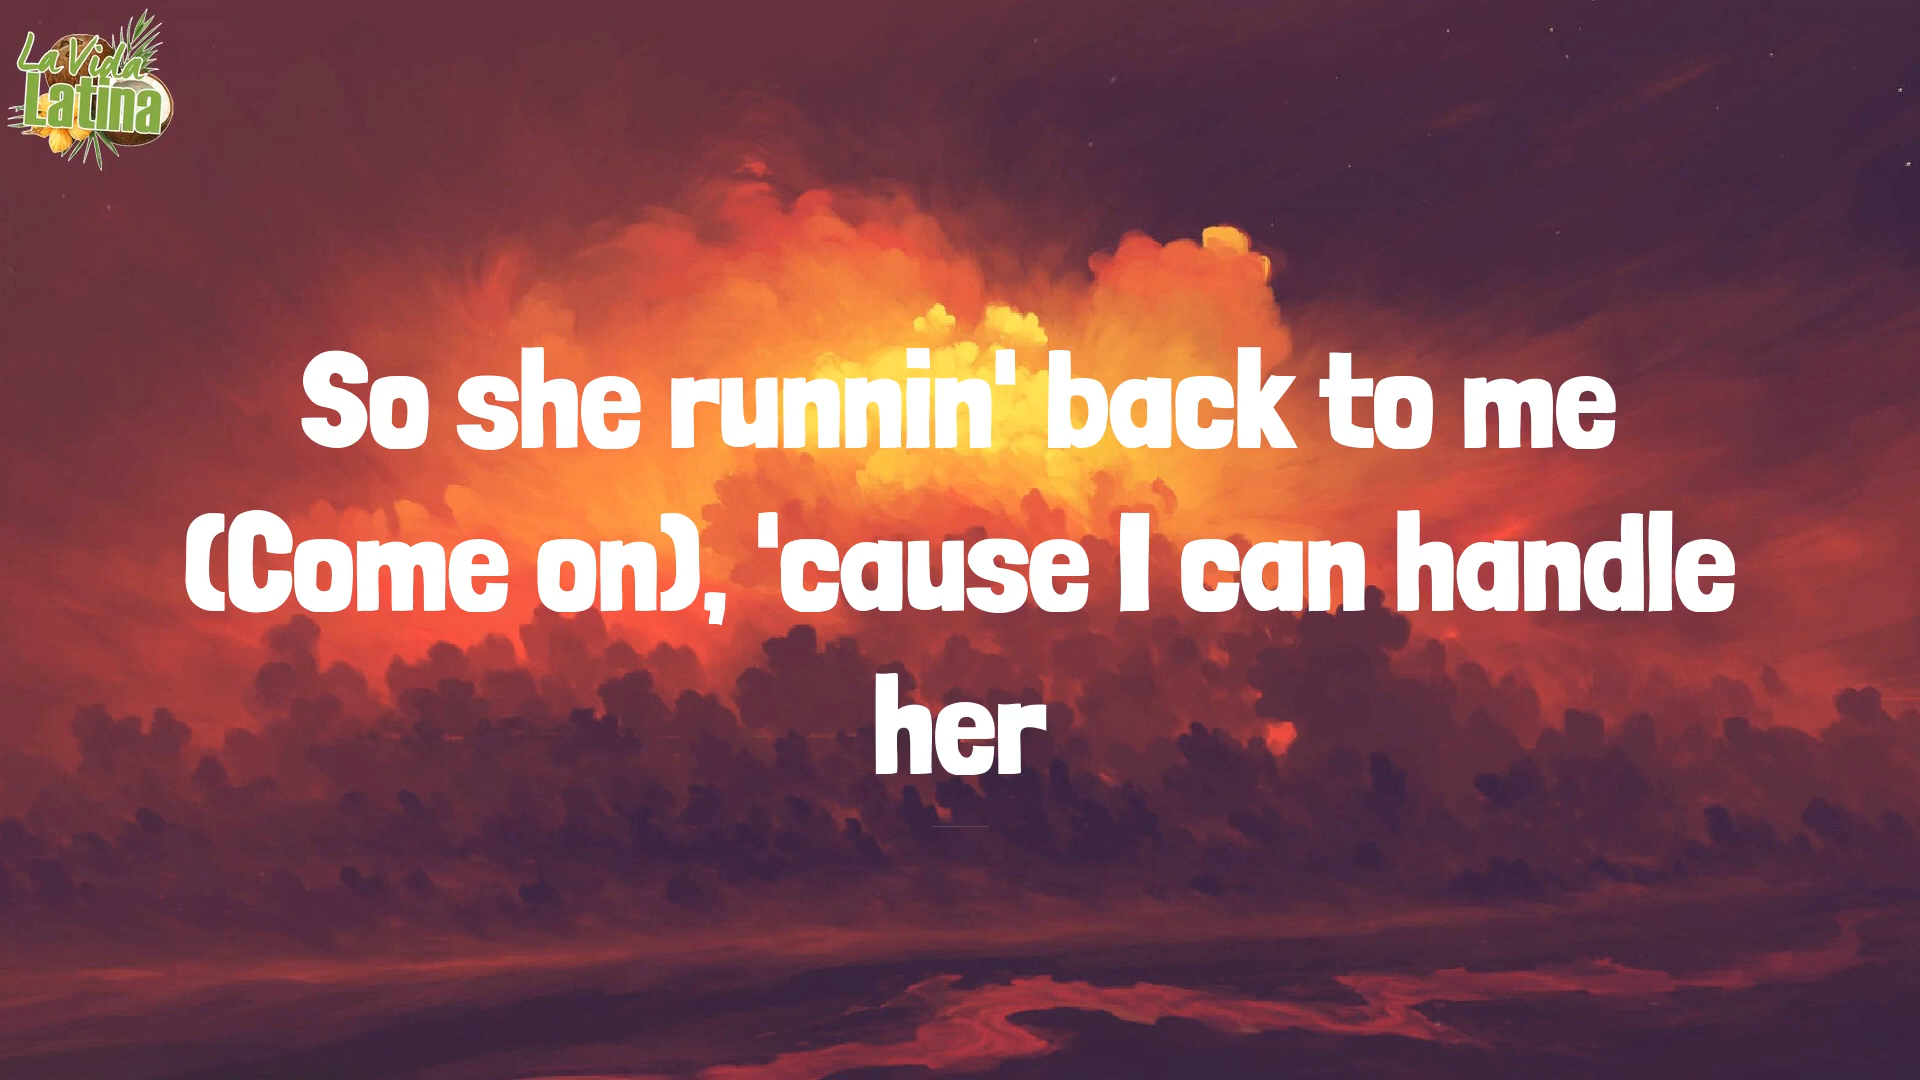 La Vida
Latina
So she runnin' back to me
(Come on), 'cause I can handle
her